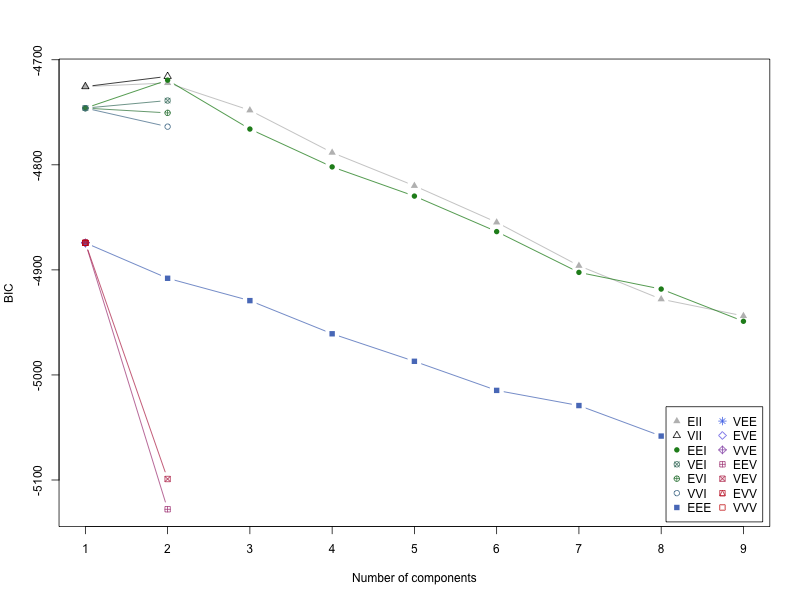 -4700
-4800
-4900
-5000
-5100
BIC
1 2 3 4 5 6 7 8 9
Number of components
EII VEE
VII EVE
EEI VVE
VEI EEV
EVI VEV
VVI EVV
EEE VVV